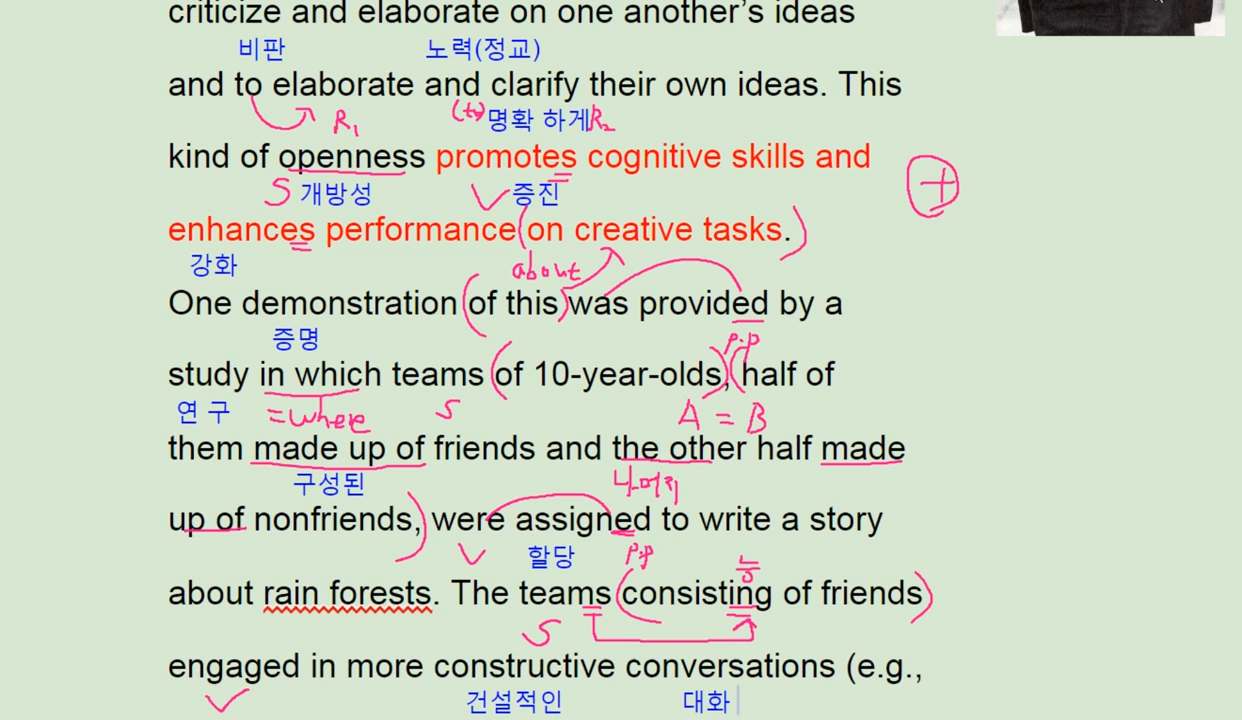 criticize and elaborate on one another's ideas
비판 노력(정교)
and to elaborate and clarify their own ideas. This
R₁ (to) 명확 하게 R₂
kind of openness promotes cognitive skills and
S 개방성 V 증진 +
enhances performance (on creative tasks.)
강화 about
One demonstration (of this) was provided by a
증명 p.p
study in which teams (of 10-year-olds), (half of
연 구 =where S A = B
them made up of friends and the other half made
구성된 나머지
up of nonfriends,) were assigned to write a story
V 할당 p.p 능
about rain forests. The teams (consisting of friends)
S
engaged in more constructive conversations (e.g.,
V 건설적인 대화